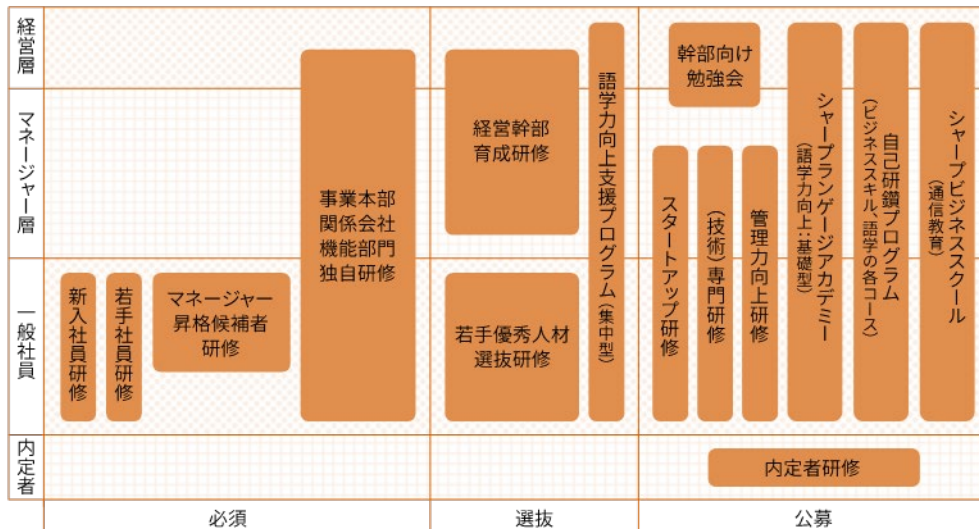 経営層
マネージャー層
一般社員
内定者
新入社員研修
若手社員研修
マネージャー
昇格候補者
研修
事業本部
関係会社
機能部門
独自研修
経営幹部
育成研修
若手優秀人材
選抜研修
語学力向上支援プログラム(集中型)
幹部向け
勉強会
スタートアップ研修
(技術)専門研修
管理力向上研修
シャープランゲージアカデミー
(語学力向上:基礎型)
自己研鑽プログラム
(ビジネススキル、語学の各コース)
シャープビジネススクール
(通信教育)
内定者研修
必須
選抜
公募